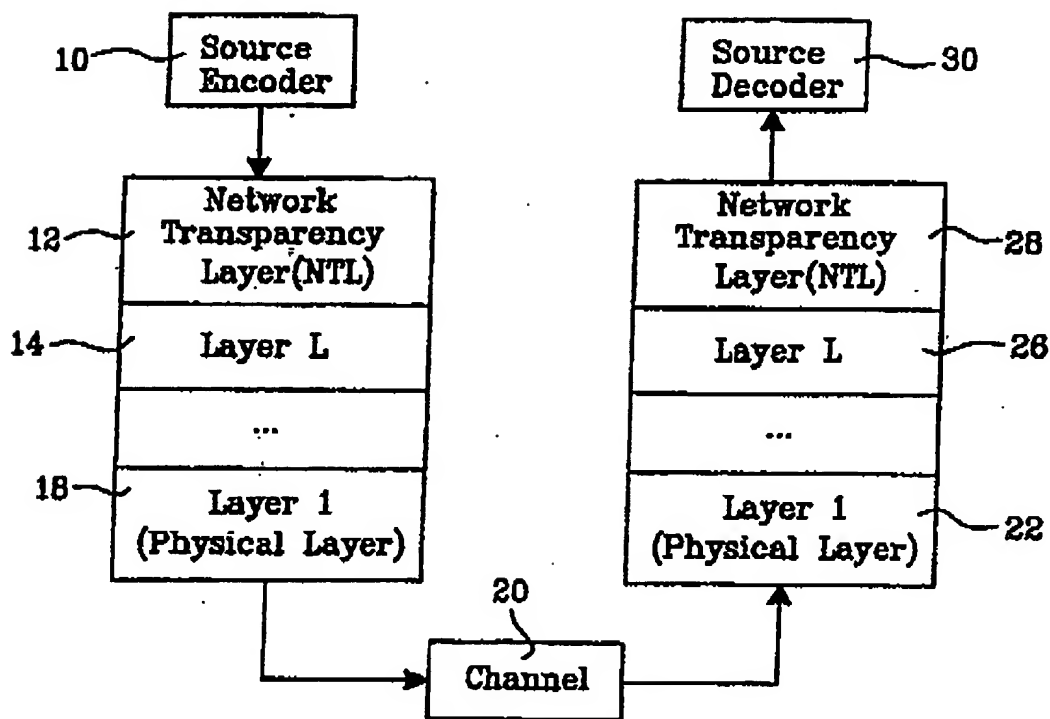 10
Source
Encoder
12
Network
Transparency
Layer(NTL)
14
Layer L
...
18
Layer 1
(Physical Layer)
20
Channel
30
Source
Decoder
28
Network
Transparency
Layer(NTL)
26
Layer L
...
22
Layer 1
(Physical Layer)